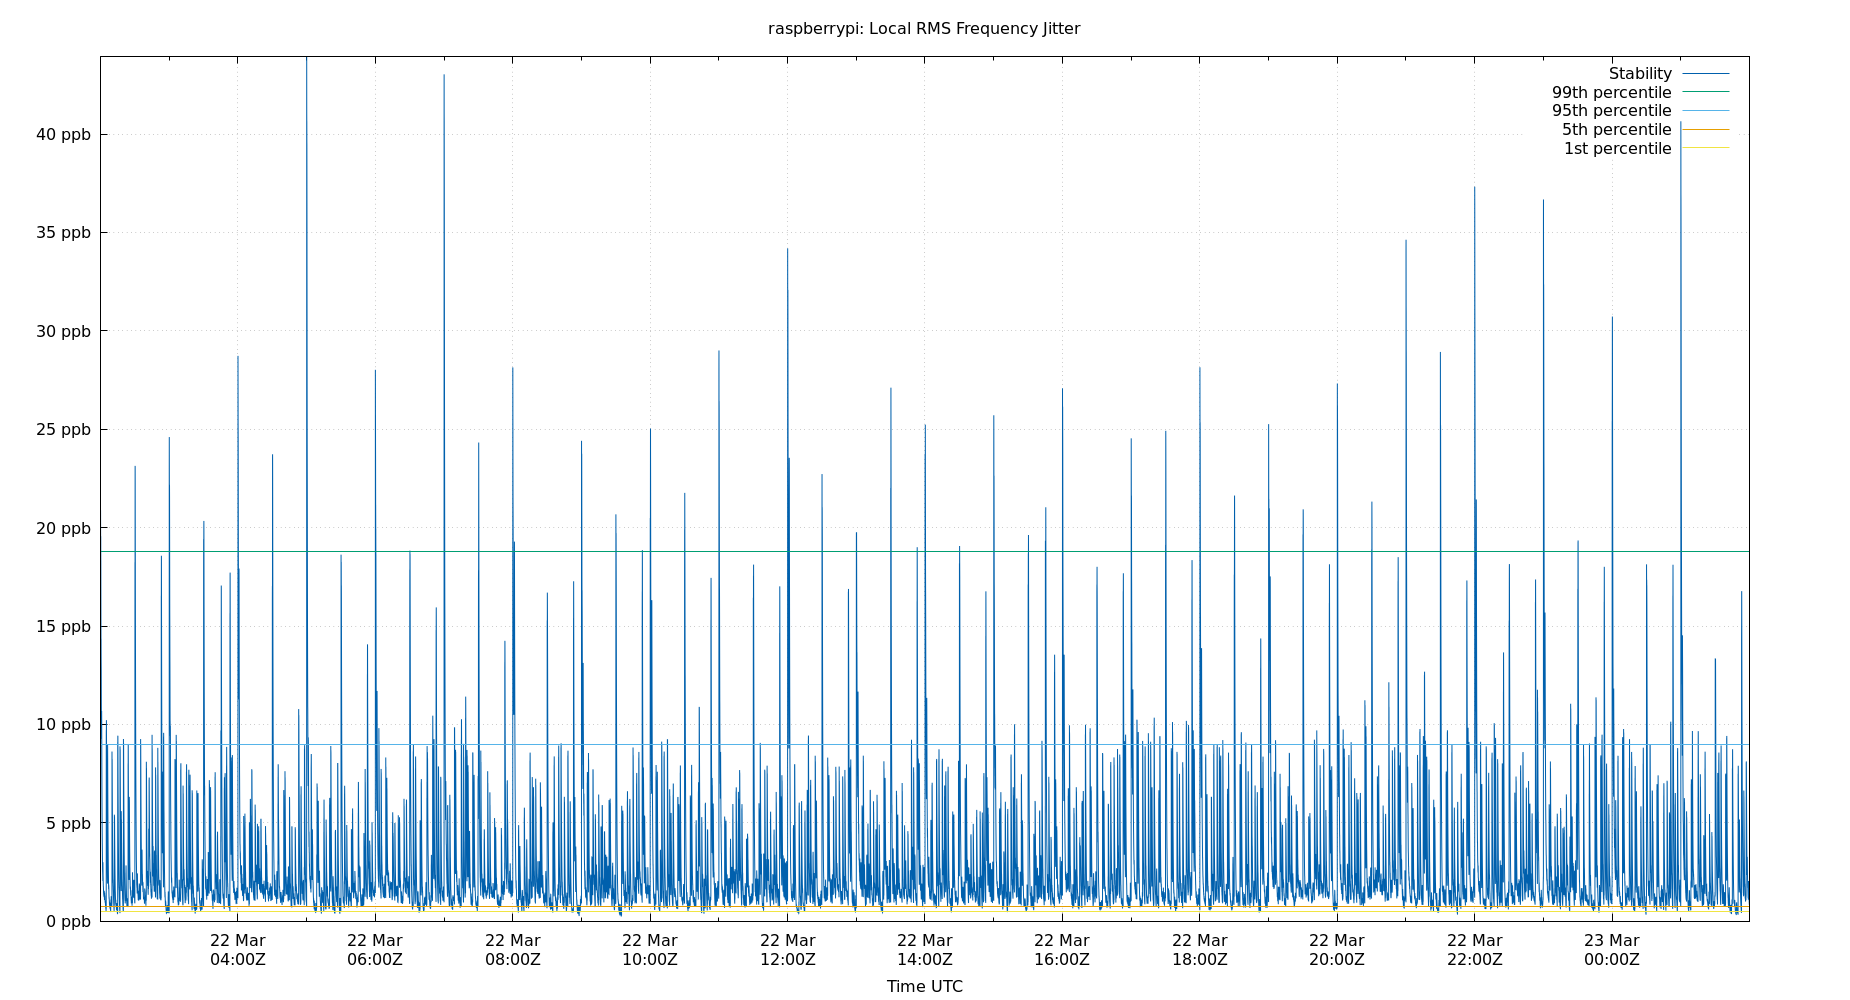 raspberrypi: Local RMS Frequency Jitter
Stability
99th percentile
95th percentile
5th percentile
1st percentile
40 ppb
35 ppb
30 ppb
25 ppb
20 ppb
15 ppb
10 ppb
5 ppb
0 ppb
22 Mar 22 Mar 22 Mar 22 Mar 22 Mar 22 Mar 22 Mar 22 Mar 22 Mar 22 Mar 23 Mar
04:00Z 06:00Z 08:00Z 10:00Z 12:00Z 14:00Z 16:00Z 18:00Z 20:00Z 22:00Z 00:00Z
Time UTC